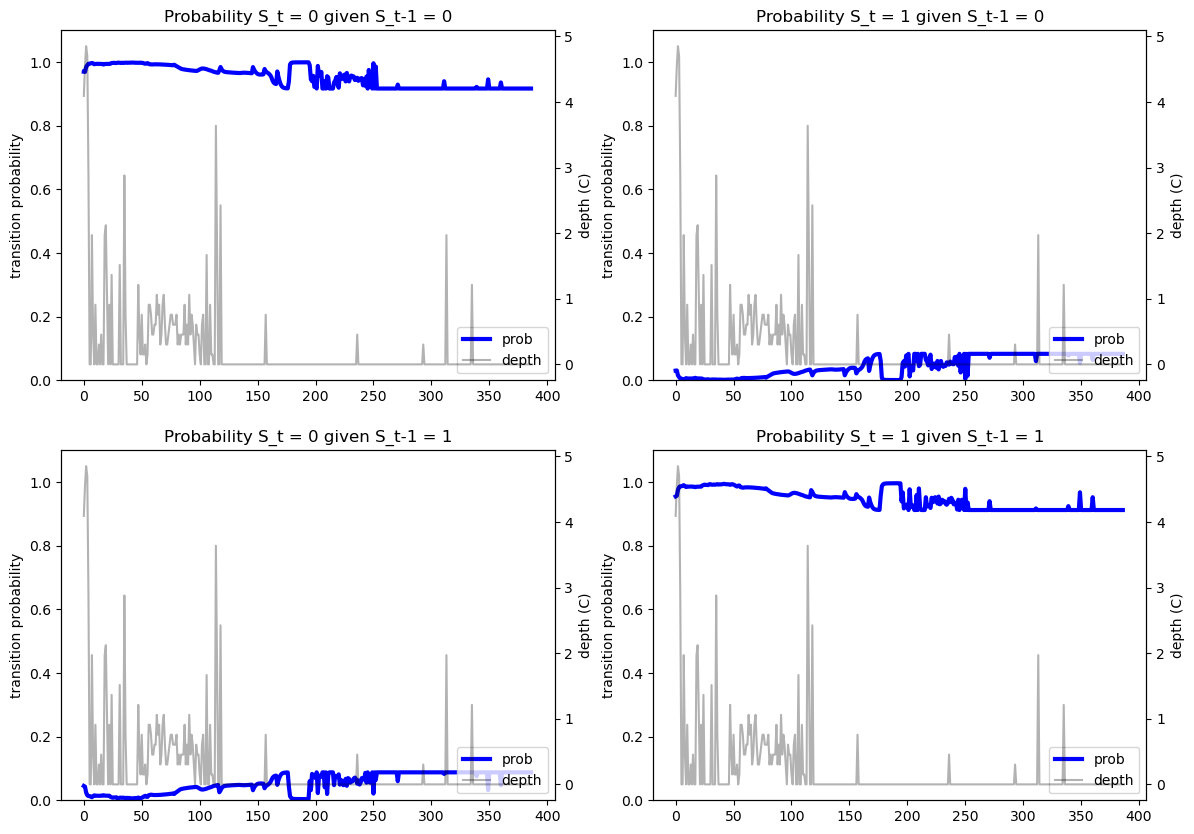 Probability S_t = 0 given S_t-1 = 0
transition probability
1.0
0.8
0.6
0.4
0.2
0.0
5
4
3
2
1
0
depth (C)
prob
depth
0 50 100 150 200 250 300 350 400
Probability S_t = 1 given S_t-1 = 0
transition probability
1.0
0.8
0.6
0.4
0.2
0.0
5
4
3
2
1
0
depth (C)
prob
depth
0 50 100 150 200 250 300 350 400
Probability S_t = 0 given S_t-1 = 1
transition probability
1.0
0.8
0.6
0.4
0.2
0.0
5
4
3
2
1
0
depth (C)
prob
depth
0 50 100 150 200 250 300 350 400
Probability S_t = 1 given S_t-1 = 1
transition probability
1.0
0.8
0.6
0.4
0.2
0.0
5
4
3
2
1
0
depth (C)
prob
depth
0 50 100 150 200 250 300 350 400